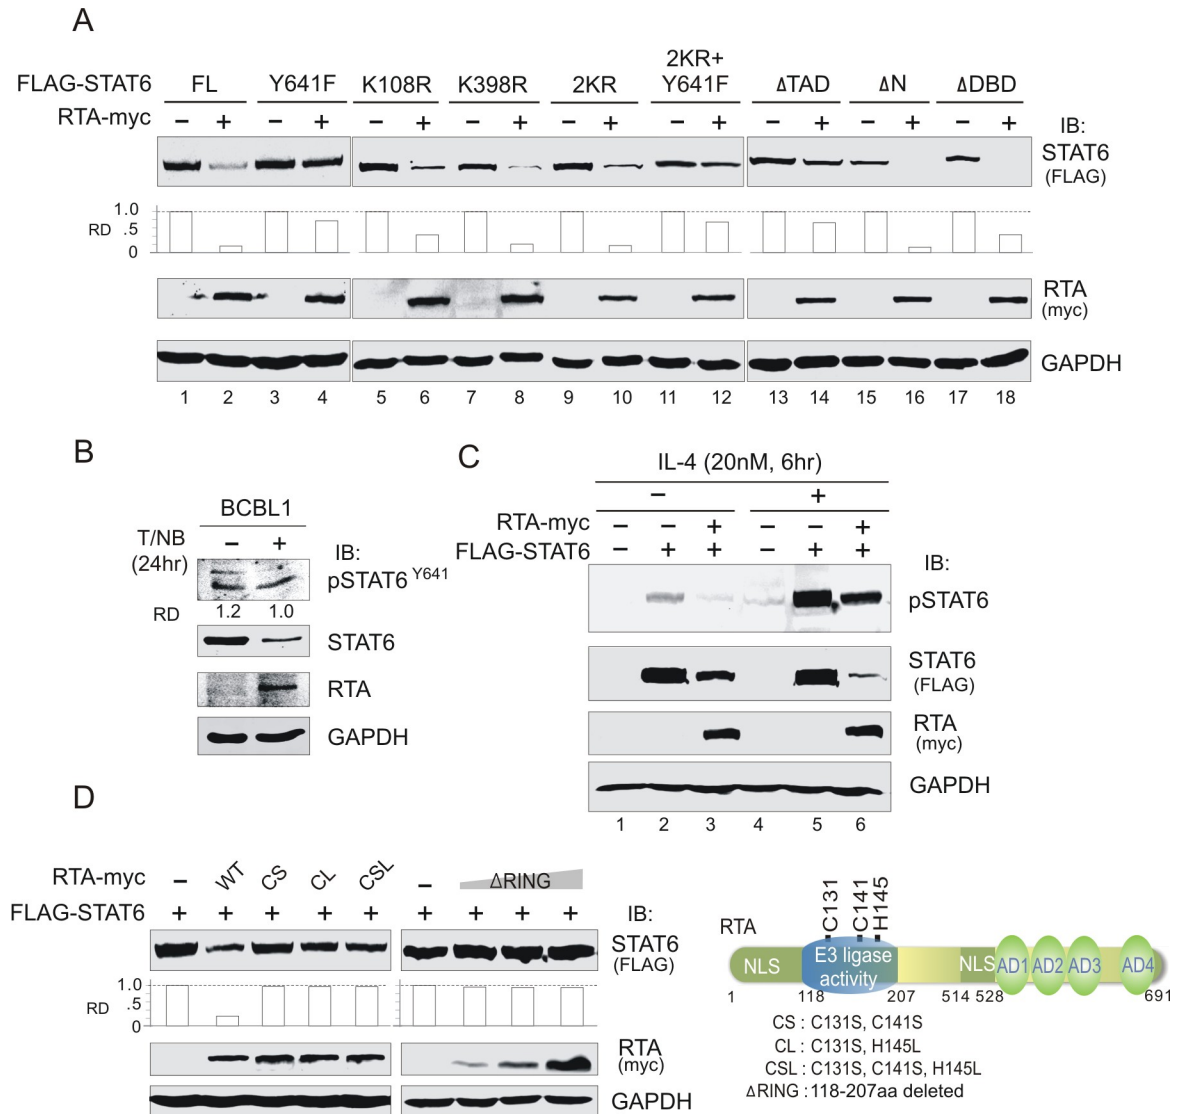 A
FLAG-STAT6 FL Y641F K108R K398R 2KR 2KR+ Y641F ΔTAD ΔN ΔDBD
RTA-myc − + − + − + − + − + − + − + − + − +
IB:
STAT6
(FLAG)
1.0
RD .5
0
RTA
(myc)
GAPDH
1 2 3 4 5 6 7 8 9 10 11 12 13 14 15 16 17 18
B
BCBL1
T/NB − +
(24hr) IB:
pSTAT6 Y641
RD 1.2 1.0
STAT6
RTA
GAPDH
C
IL-4 (20nM, 6hr)
− +
RTA-myc − − + − − +
FLAG-STAT6 − + + − + +
IB:
pSTAT6
STAT6
(FLAG)
RTA
(myc)
GAPDH
1 2 3 4 5 6
D
RTA-myc − WT CS CL CSL − ΔRING
FLAG-STAT6 + + + + + + + + +
IB:
STAT6
(FLAG)
1.0
RD .5
0
RTA
(myc)
GAPDH
C131 C141 H145
RTA
NLS E3 ligase activity NLS AD1 AD2 AD3 AD4
1 118 207 514 528 691
CS : C131S, C141S
CL : C131S, H145L
CSL : C131S, C141S, H145L
ΔRING : 118-207aa deleted